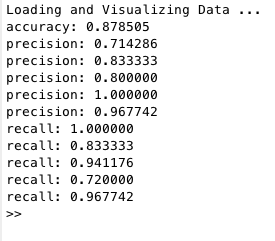 Loading and Visualizing Data ...
accuracy: 0.878505
precision: 0.714286
precision: 0.833333
precision: 0.800000
precision: 1.000000
precision: 0.967742
recall: 1.000000
recall: 0.833333
recall: 0.941176
recall: 0.720000
recall: 0.967742
>>